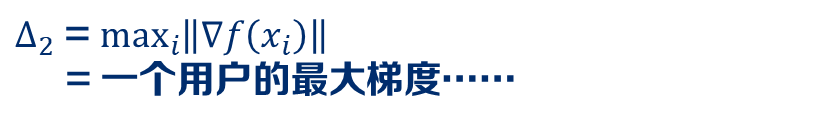 Δ₂ = maxᵢ‖∇f(xᵢ)‖
= 一个用户的最大梯度……